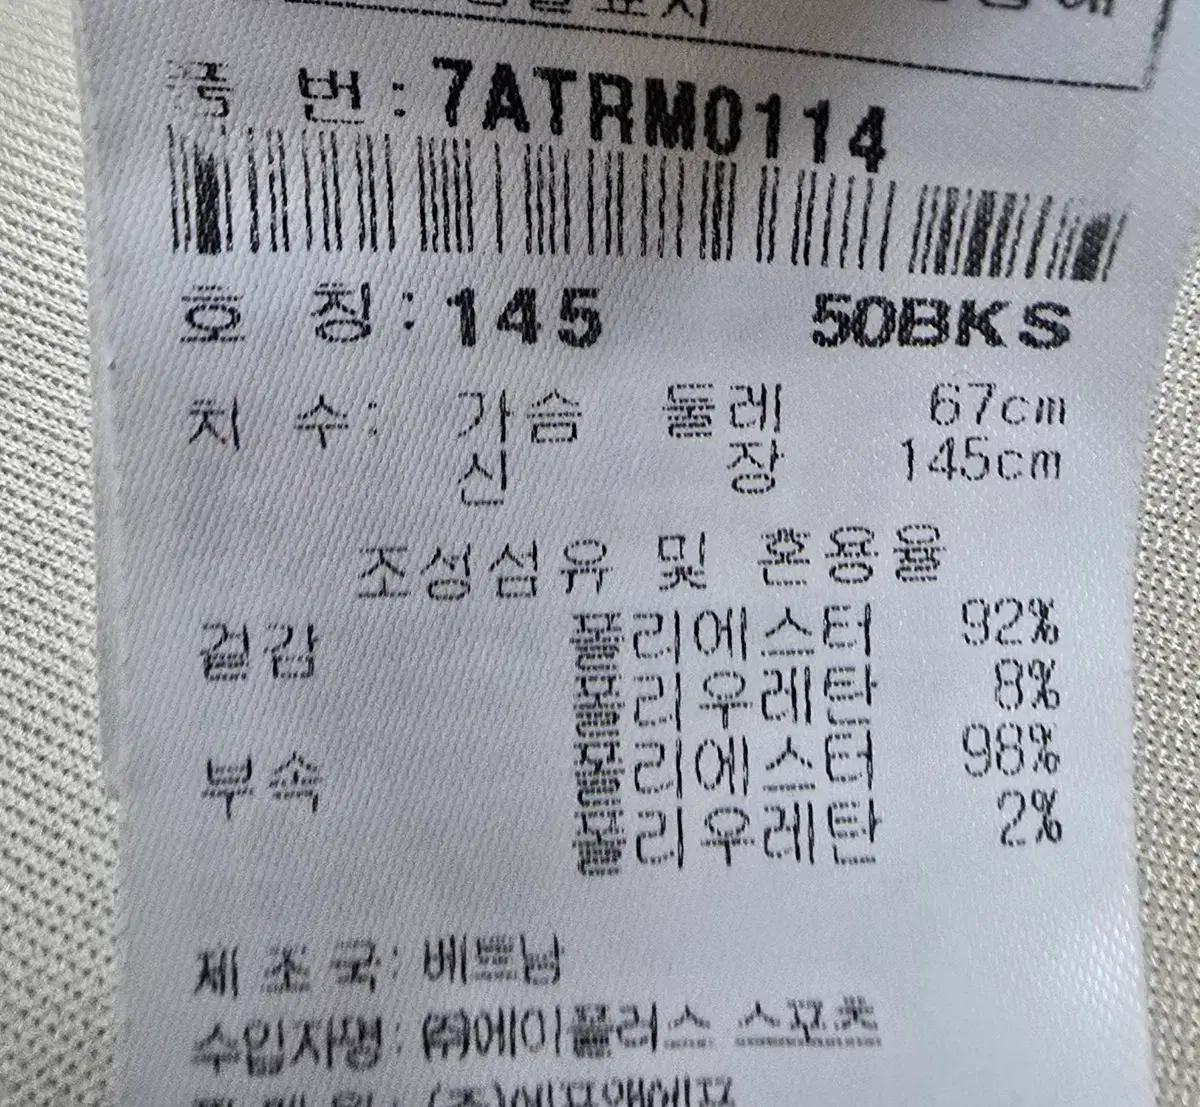 품 번 : 7ATRM0114
호 칭 : 145 50BKS
치 수 : 가슴 둘레 67cm
신 장 145cm
조성섬유 및 혼용율
겉감 폴리에스터 92%
폴리우레탄 8%
부속 폴리에스터 98%
폴리우레탄 2%
제 조 국 : 베트남
수입자명 : (주)에이플러스 스포츠